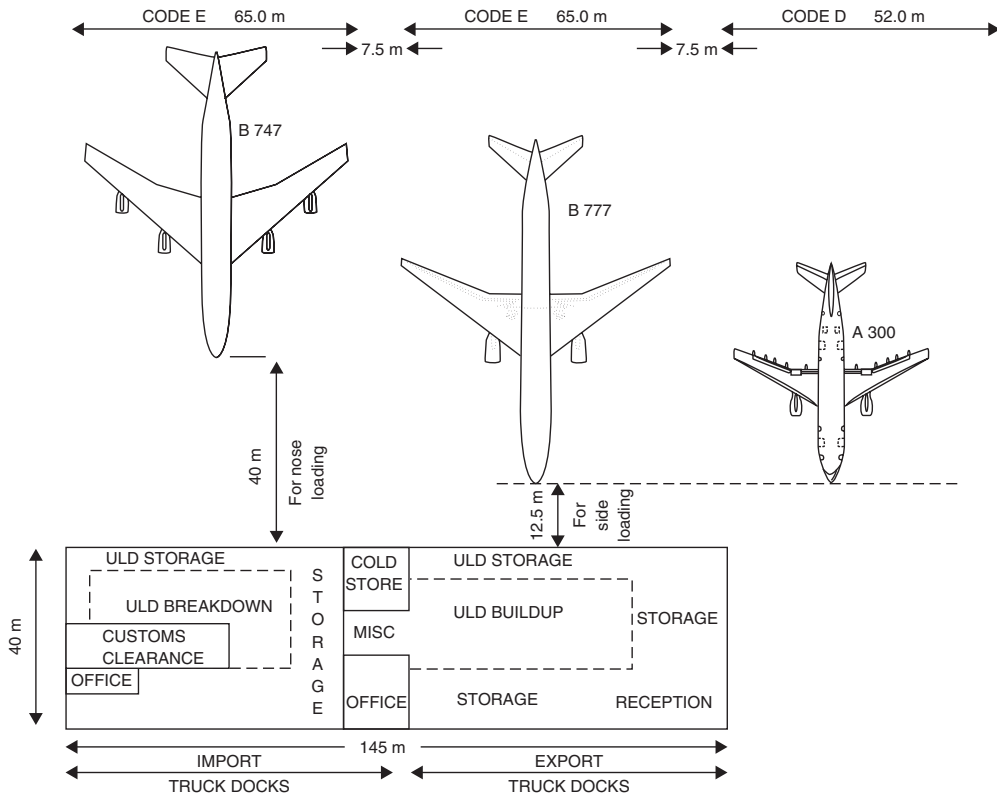 CODE E 65.0 m
CODE E 65.0 m
CODE D 52.0 m
7.5 m
7.5 m
B 747
B 777
A 300
40 m
For nose
loading
12.5 m
For
side
loading
40 m
ULD STORAGE
ULD BREAKDOWN
CUSTOMS
CLEARANCE
OFFICE
S
T
O
R
A
G
E
COLD
STORE
MISC
OFFICE
ULD STORAGE
ULD BUILDUP
STORAGE
STORAGE
RECEPTION
145 m
IMPORT
EXPORT
TRUCK DOCKS
TRUCK DOCKS